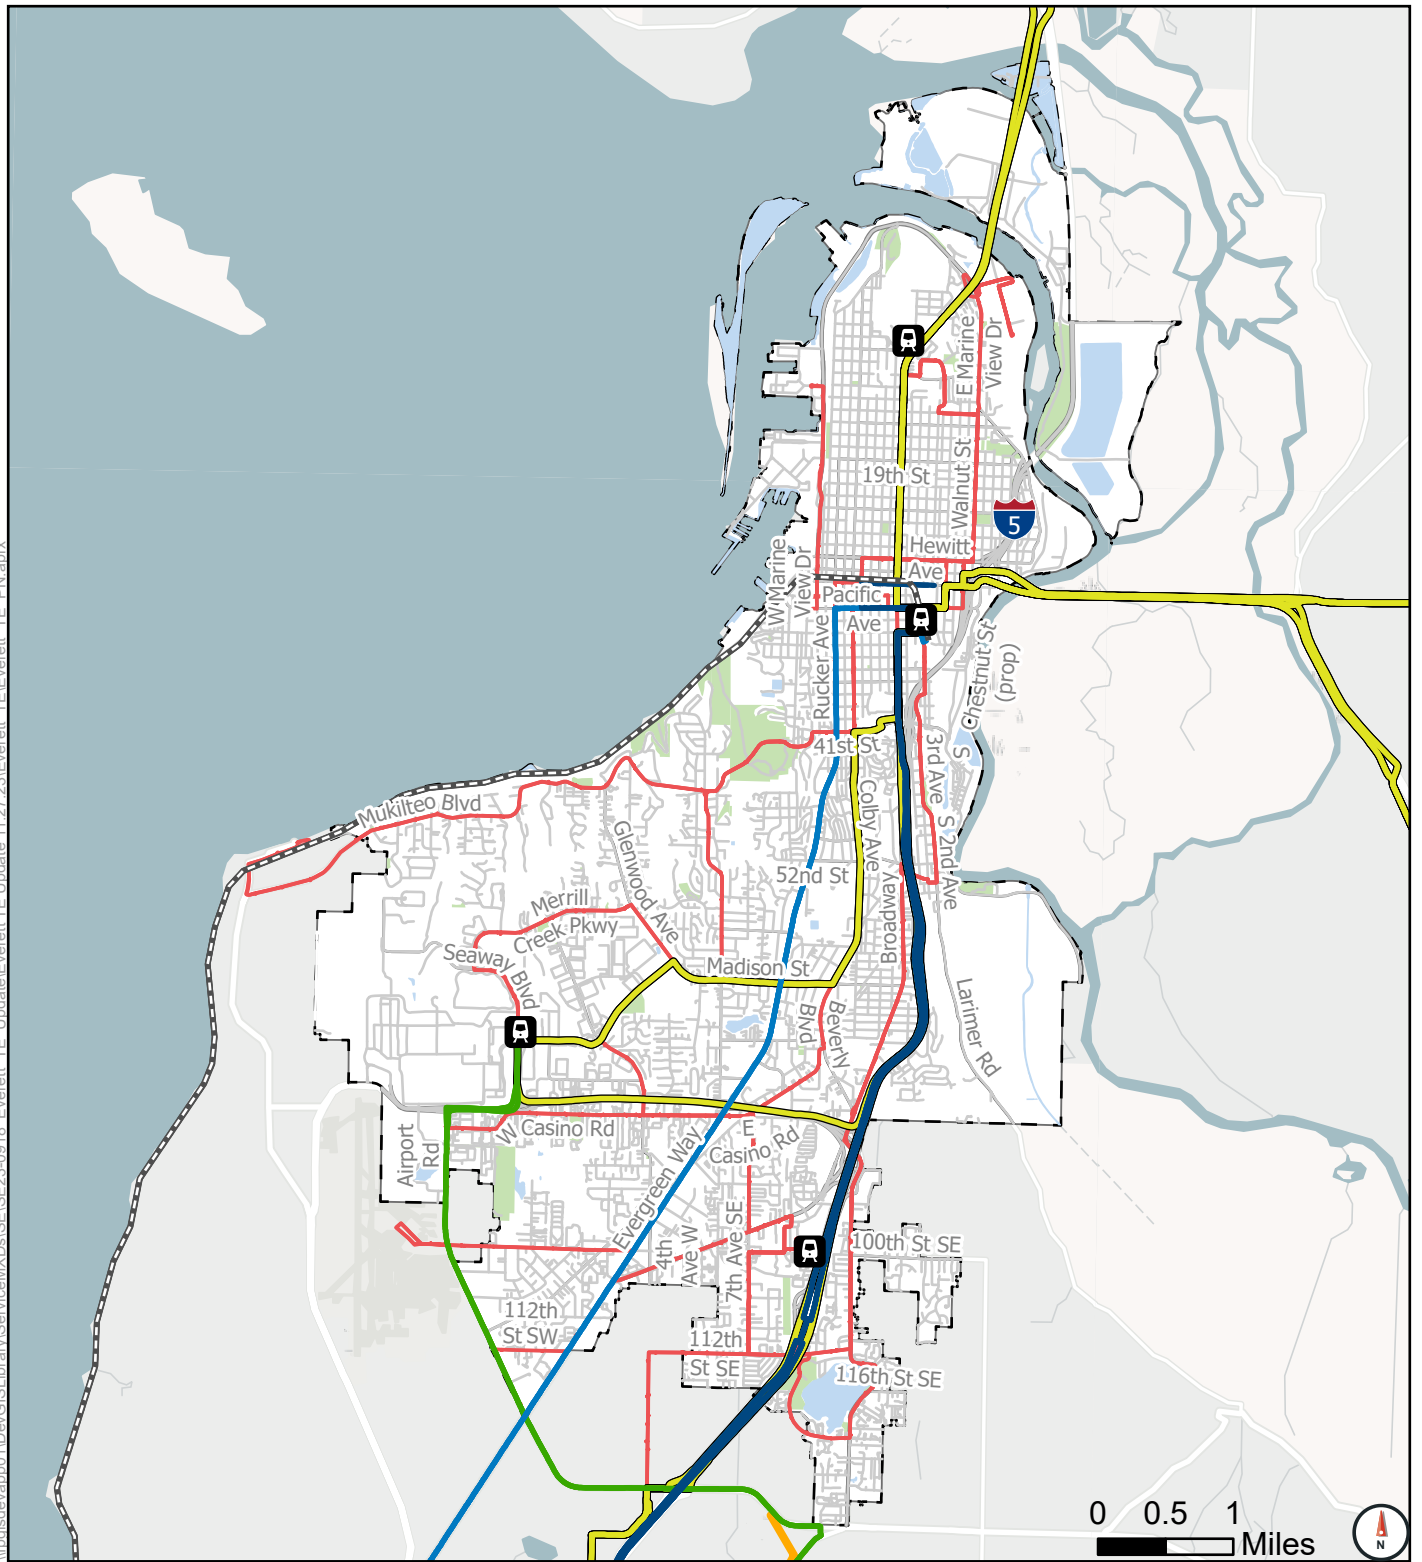 E Marine
View Dr
19th St
Walnut St
5
Hewitt
Ave
W Marine
View Dr
Pacific
Ave
Rucker Ave
S Chestnut St
(prop)
41st St
3rd Ave
Colby Ave
Mukilteo Blvd
Glenwood Ave
52nd St
S 2nd Ave
Broadway
Merrill
Creek Pkwy
Seaway Blvd
Madison St
Larimer Rd
Beverly
Blvd
W Casino Rd
E
Casino Rd
Airport
Rd
Evergreen Way
4th
Ave W
7th Ave SE
100th St SE
112th
St SW
112th
St SE
116th St SE
0 0.5 1
Miles
N